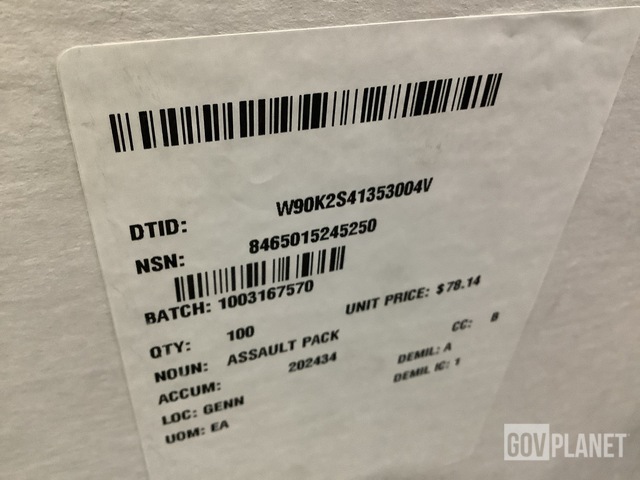 DTID: W90K2S41353004V
NSN: 8465015245250
BATCH: 1003167570
QTY: 100 UNIT PRICE: $78.14
NOUN: ASSAULT PACK CC: B
ACCUM: 202434 DEMIL: A
LOC: GENN DEMIL IC: 1
UOM: EA
GOVPLANET